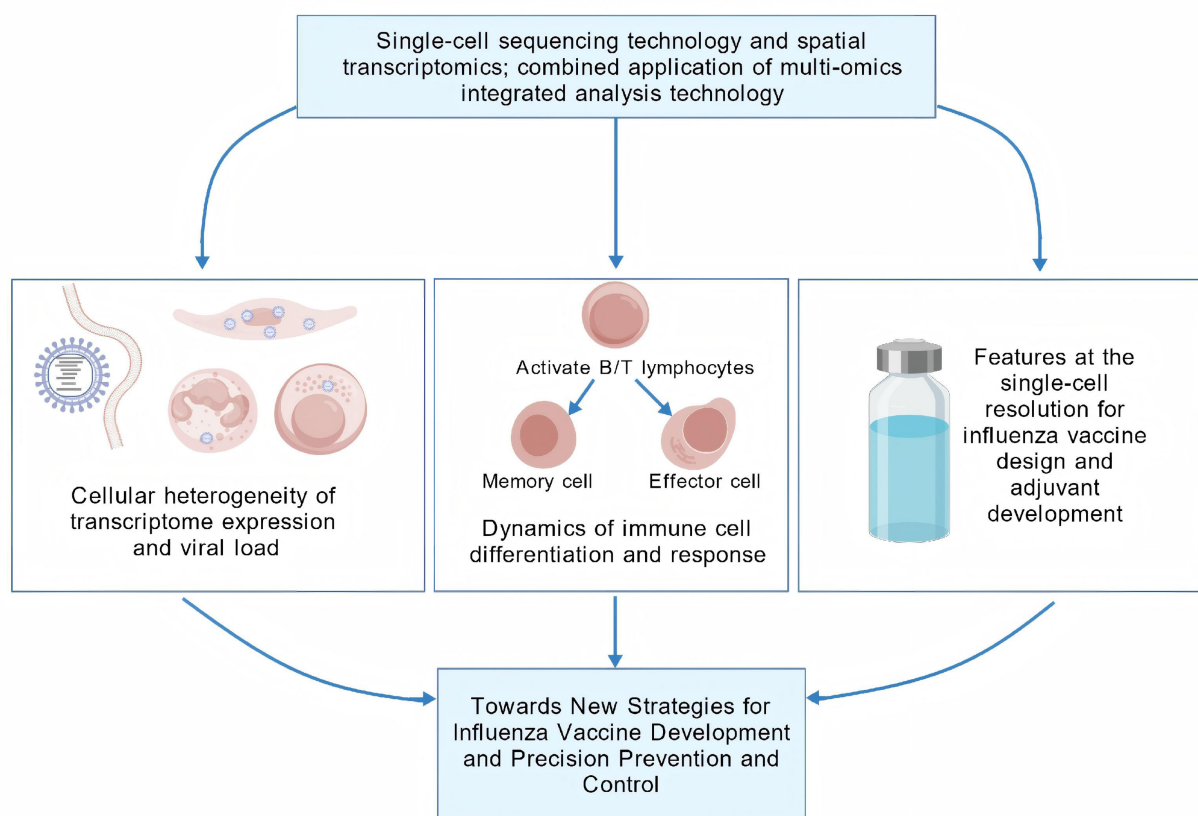 Single-cell sequencing technology and spatial
transcriptomics; combined application of multi-omics
integrated analysis technology
Cellular heterogeneity of
transcriptome expression
and viral load
Activate B/T lymphocytes
Memory cell
Effector cell
Dynamics of immune cell
differentiation and response
Features at the
single-cell
resolution for
influenza vaccine
design and
adjuvant
development
Towards New Strategies for
Influenza Vaccine Development
and Precision Prevention and
Control